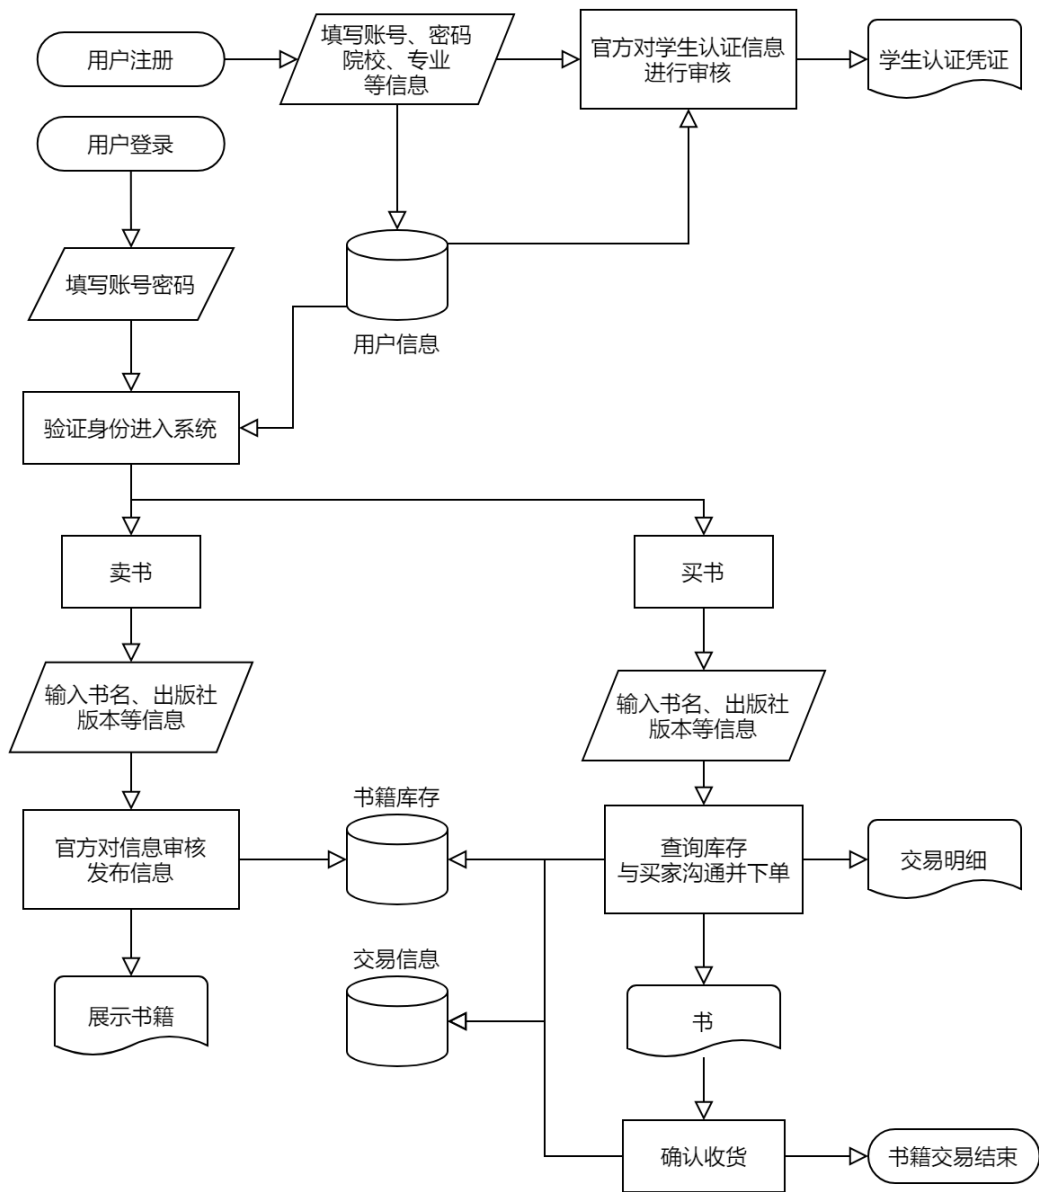 用户注册
填写账号、密码
院校、专业
等信息
官方对学生认证信息
进行审核
学生认证凭证
用户登录
填写账号密码
用户信息
验证身份进入系统
卖书
买书
输入书名、出版社
版本等信息
输入书名、出版社
版本等信息
书籍库存
官方对信息审核
发布信息
查询库存
与买家沟通并下单
交易明细
交易信息
展示书籍
书
确认收货
书籍交易结束